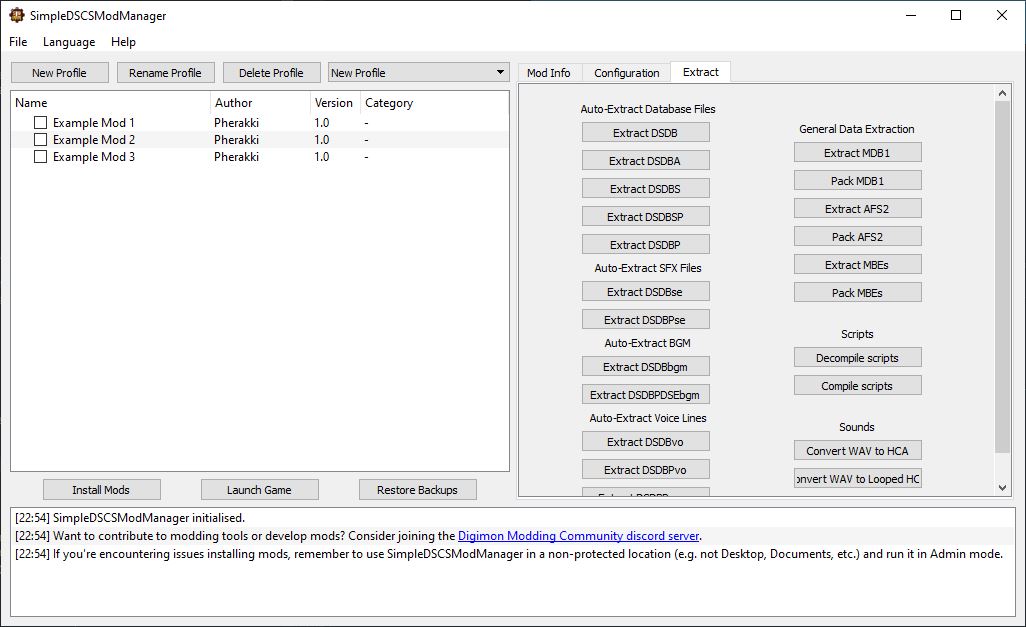 SimpleDSCSModManager
File Language Help
New Profile Rename Profile Delete Profile New Profile
Name Author Version Category
Example Mod 1 Pherakki 1.0 -
Example Mod 2 Pherakki 1.0 -
Example Mod 3 Pherakki 1.0 -
Install Mods Launch Game Restore Backups
Mod Info Configuration Extract
Auto-Extract Database Files
Extract DSDB
Extract DSDBA
Extract DSDBS
Extract DSDBSP
Extract DSDBP
Auto-Extract SFX Files
Extract DSDBse
Extract DSDBPse
Auto-Extract BGM
Extract DSDBbgm
Extract DSDBPDSEbgm
Auto-Extract Voice Lines
Extract DSDBvo
Extract DSDBPvo
General Data Extraction
Extract MDB1
Pack MDB1
Extract AFS2
Pack AFS2
Extract MBEs
Pack MBEs
Scripts
Decompile scripts
Compile scripts
Sounds
Convert WAV to HCA
onvert WAV to Looped HC
[22:54] SimpleDSCSModManager initialised.
[22:54] Want to contribute to modding tools or develop mods? Consider joining the Digimon Modding Community discord server.
[22:54] If you're encountering issues installing mods, remember to use SimpleDSCSModManager in a non-protected location (e.g. not Desktop, Documents, etc.) and run it in Admin mode.